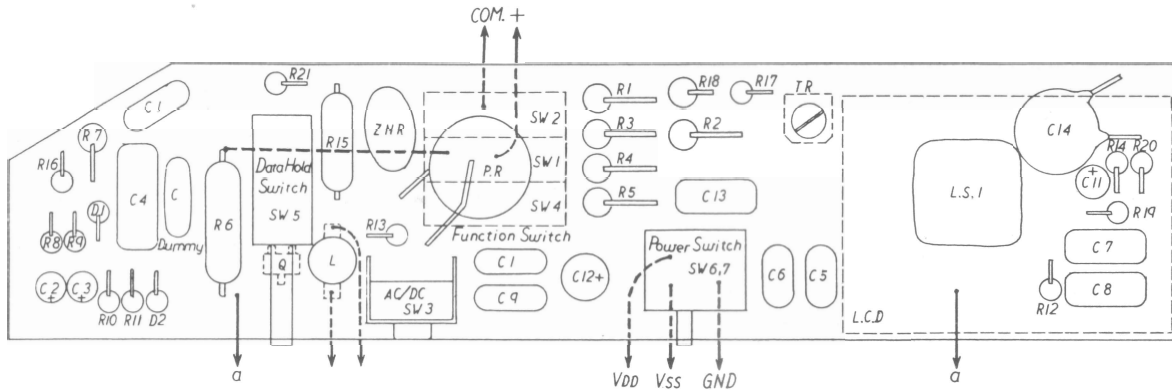 COM. +
R21
C1
R7
R16
C4
C
Dummy
D1
R8
R9
C2
+
C3
+
R10
R11
D2
R6
a
Dara Hold
Switch
SW5
Q
R15
ZNR
L
R13
AC/DC
SW3
SW2
SW1
SW4
P.R
Function Switch
C1
C9
C12+
R1
R3
R4
R5
R18
R2
R17
TR
C13
Power Switch
SW6,7
VDD
VSS
GND
C6
C5
L.S.1
C14
R14
R20
+
C11
R19
C7
C8
R12
L.C.D
a